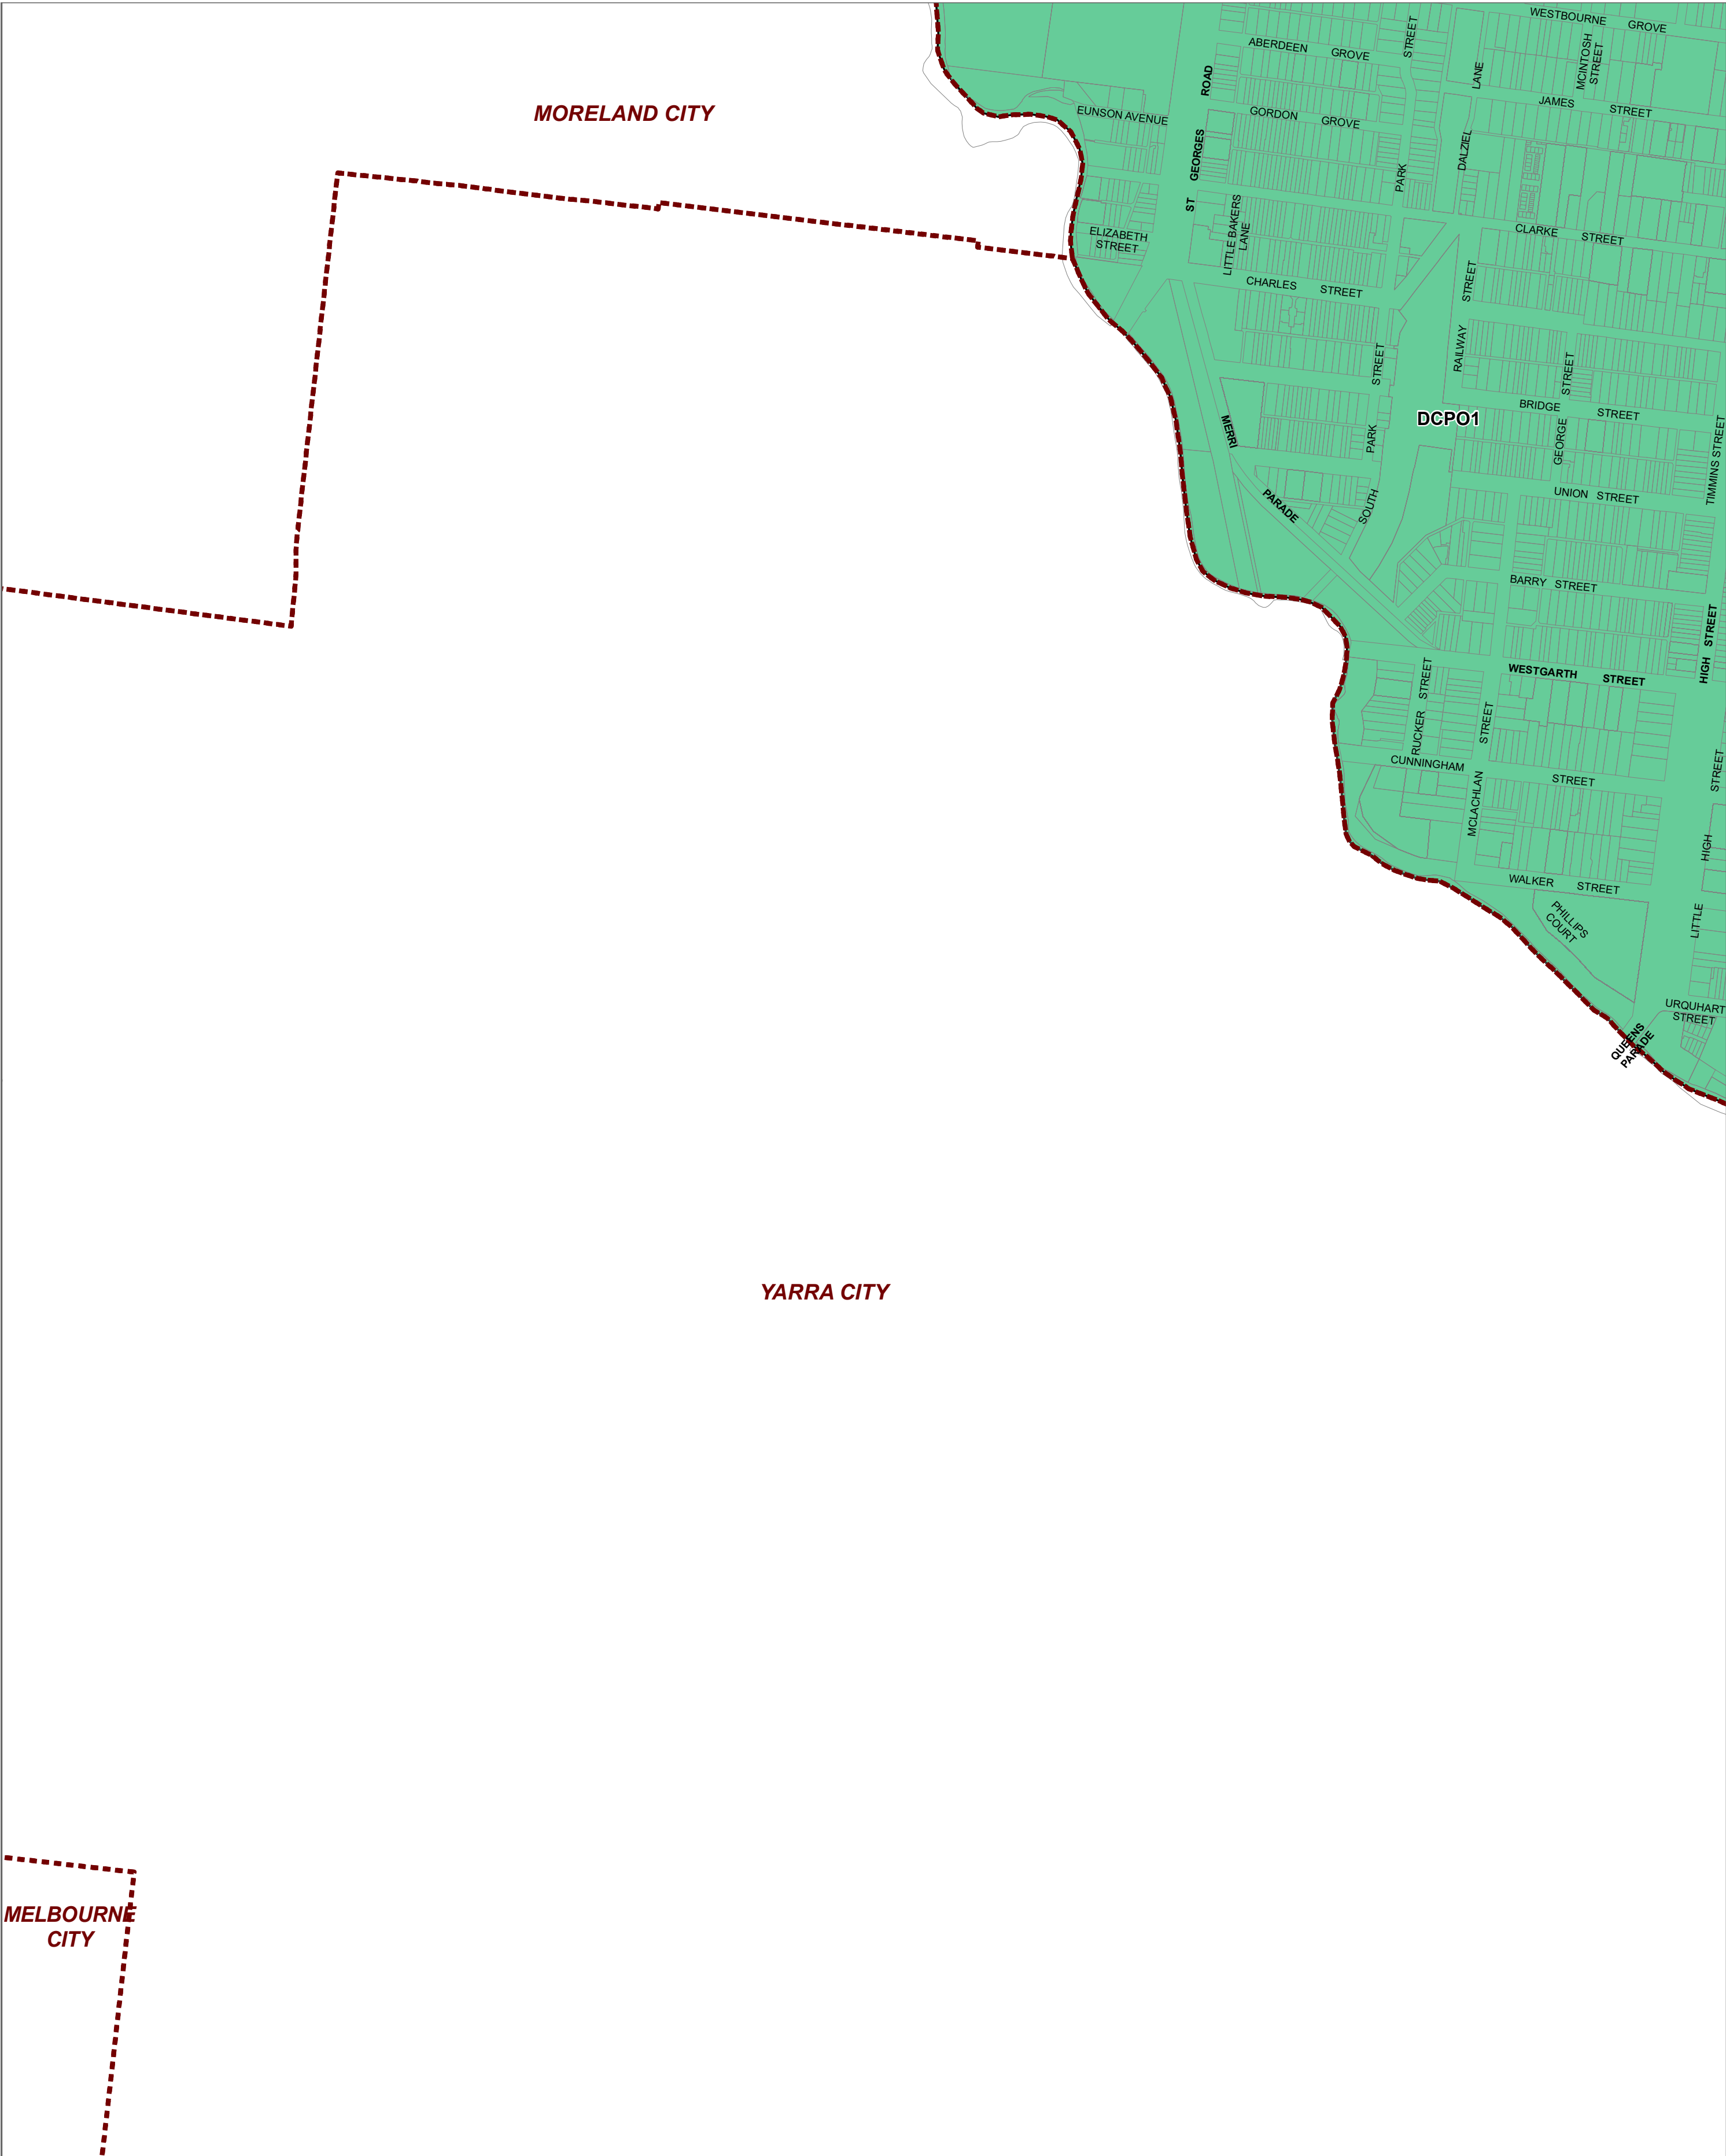 WESTBOURNE GROVE
ABERDEEN GROVE
STREET
MCINTOSH
STREET
LANE
ROAD
JAMES STREET
MORELAND CITY
EUNSON AVENUE
GORDON GROVE
GEORGES
DALZIEL
PARK
ST
LITTLE BAKERS
LANE
ELIZABETH
STREET
CLARKE STREET
CHARLES STREET
STREET
RAILWAY
STREET
STREET
BRIDGE STREET
DCPO1
MERRI
PARK
GEORGE
TIMMINS STREET
PARADE
SOUTH
UNION STREET
BARRY STREET
HIGH STREET
WESTGARTH STREET
STREET
RUCKER
STREET
CUNNINGHAM STREET
STREET
MCLACHLAN
HIGH
WALKER STREET
PHILLIPS
COURT
LITTLE
URQUHART
STREET
QUEENS
PARADE
YARRA CITY
MELBOURNE
CITY